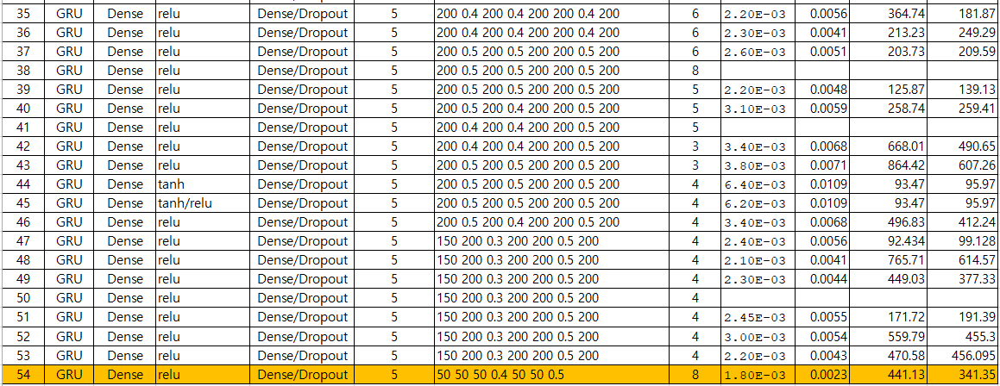 35 GRU Dense relu Dense/Dropout 5 200 0.4 200 0.4 200 200 0.4 200 6 2.20E-03 0.0056 364.74 181.87
36 GRU Dense relu Dense/Dropout 5 200 0.4 200 0.4 200 200 0.4 200 6 2.30E-03 0.0041 213.23 249.29
37 GRU Dense relu Dense/Dropout 5 200 0.5 200 0.5 200 200 0.5 200 6 2.60E-03 0.0051 203.73 209.59
38 GRU Dense relu Dense/Dropout 5 200 0.5 200 0.5 200 200 0.5 200 8
39 GRU Dense relu Dense/Dropout 5 200 0.5 200 0.5 200 200 0.5 200 5 2.20E-03 0.0048 125.87 139.13
40 GRU Dense relu Dense/Dropout 5 200 0.5 200 0.4 200 200 0.5 200 5 3.10E-03 0.0059 258.74 259.41
41 GRU Dense relu Dense/Dropout 5 200 0.4 200 0.4 200 200 0.5 200 5
42 GRU Dense relu Dense/Dropout 5 200 0.4 200 0.4 200 200 0.5 200 3 3.40E-03 0.0068 668.01 490.65
43 GRU Dense relu Dense/Dropout 5 200 0.5 200 0.5 200 200 0.5 200 3 3.80E-03 0.0071 864.42 607.26
44 GRU Dense tanh Dense/Dropout 5 200 0.5 200 0.5 200 200 0.5 200 4 6.40E-03 0.0109 93.47 95.97
45 GRU Dense tanh/relu Dense/Dropout 5 200 0.5 200 0.5 200 200 0.5 200 4 6.20E-03 0.0109 93.47 95.97
46 GRU Dense relu Dense/Dropout 5 200 0.5 200 0.4 200 200 0.5 200 4 3.40E-03 0.0068 496.83 412.24
47 GRU Dense relu Dense/Dropout 5 150 200 0.3 200 200 0.5 200 4 2.40E-03 0.0056 92.434 99.128
48 GRU Dense relu Dense/Dropout 5 150 200 0.3 200 200 0.5 200 4 2.10E-03 0.0041 765.71 614.57
49 GRU Dense relu Dense/Dropout 5 150 200 0.3 200 200 0.5 200 4 2.30E-03 0.0044 449.03 377.33
50 GRU Dense relu Dense/Dropout 5 150 200 0.3 200 200 0.5 200 4
51 GRU Dense relu Dense/Dropout 5 150 200 0.3 200 200 0.5 200 4 2.45E-03 0.0055 171.72 191.39
52 GRU Dense relu Dense/Dropout 5 150 200 0.3 200 200 0.5 200 4 3.00E-03 0.0054 559.79 455.3
53 GRU Dense relu Dense/Dropout 5 150 200 0.3 200 200 0.5 200 4 2.20E-03 0.0043 470.58 456.095
54 GRU Dense relu Dense/Dropout 5 50 50 50 0.4 50 50 0.5 8 1.80E-03 0.0023 441.13 341.35